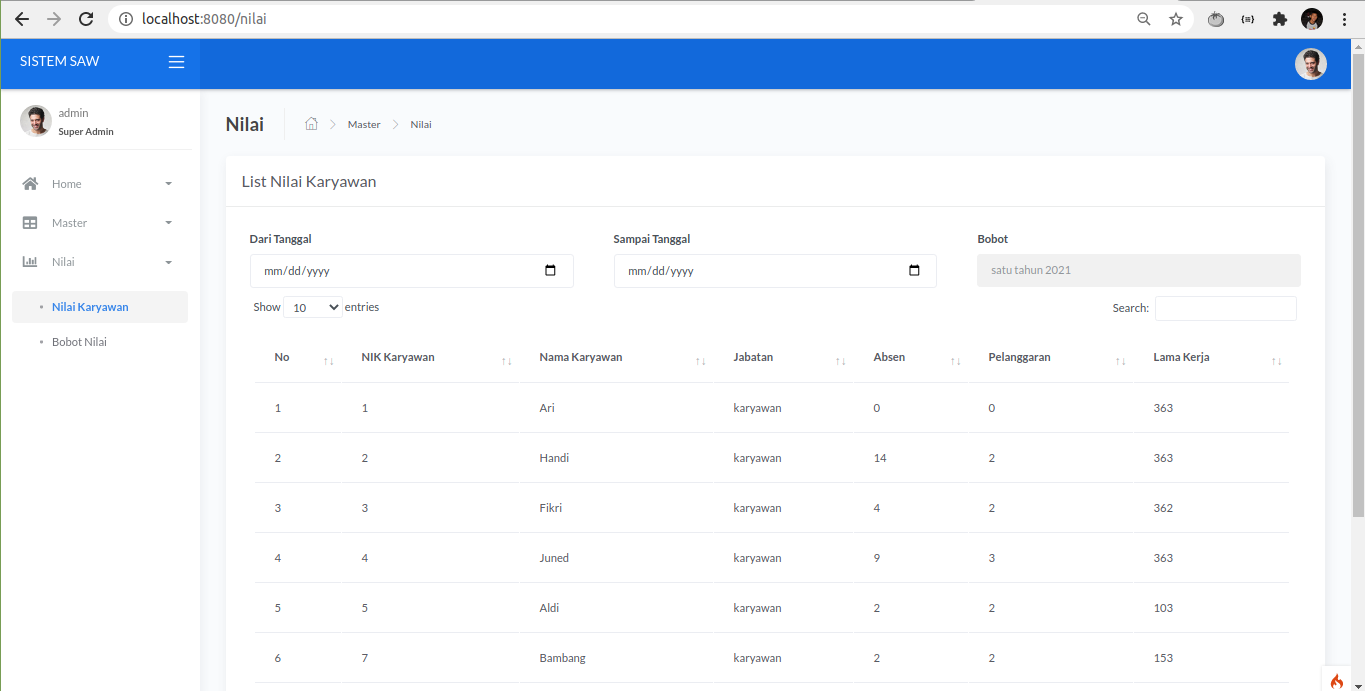 localhost:8080/nilai
SISTEM SAW
admin
Super Admin
Home
Master
Nilai
Nilai Karyawan
Bobot Nilai
Nilai
Master
Nilai
List Nilai Karyawan
Dari Tanggal
Sampai Tanggal
Bobot
mm/dd/yyyy
mm/dd/yyyy
satu tahun 2021
Show 10 entries
Search:
No NIK Karyawan Nama Karyawan Jabatan Absen Pelanggaran Lama Kerja
1 1 Ari karyawan 0 0 363
2 2 Handi karyawan 14 2 363
3 3 Fikri karyawan 4 2 362
4 4 Juned karyawan 9 3 363
5 5 Aldi karyawan 2 2 103
6 7 Bambang karyawan 2 2 153